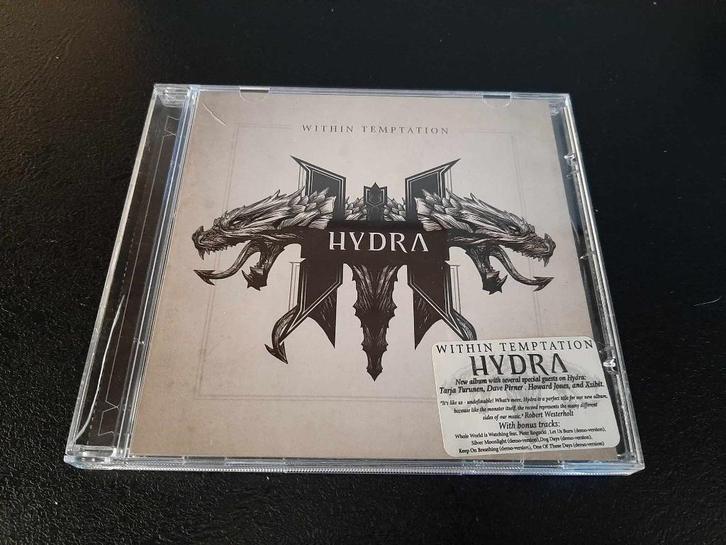 WITHIN TEMPTATION
HYDRA
WITHIN TEMPTATION
HYDRA
New album with several special guests on Hydra:
Tarja Turunen, Dave Pirner, Howard Jones, and Xzibit.
"It's like us - undefinable! What's more, Hydra is a perfect title for our new album,
because like the monster itself, the record represents the many different
sides of our music." Robert Westerholt
With bonus tracks:
Whole World is Watching feat. Piotr Rogucki, Let Us Burn (demo-version),
Silver Moonlight (demo-version), Dog Days (demo-version),
Keep On Breathing (demo-version), One Of These Days (demo-version)